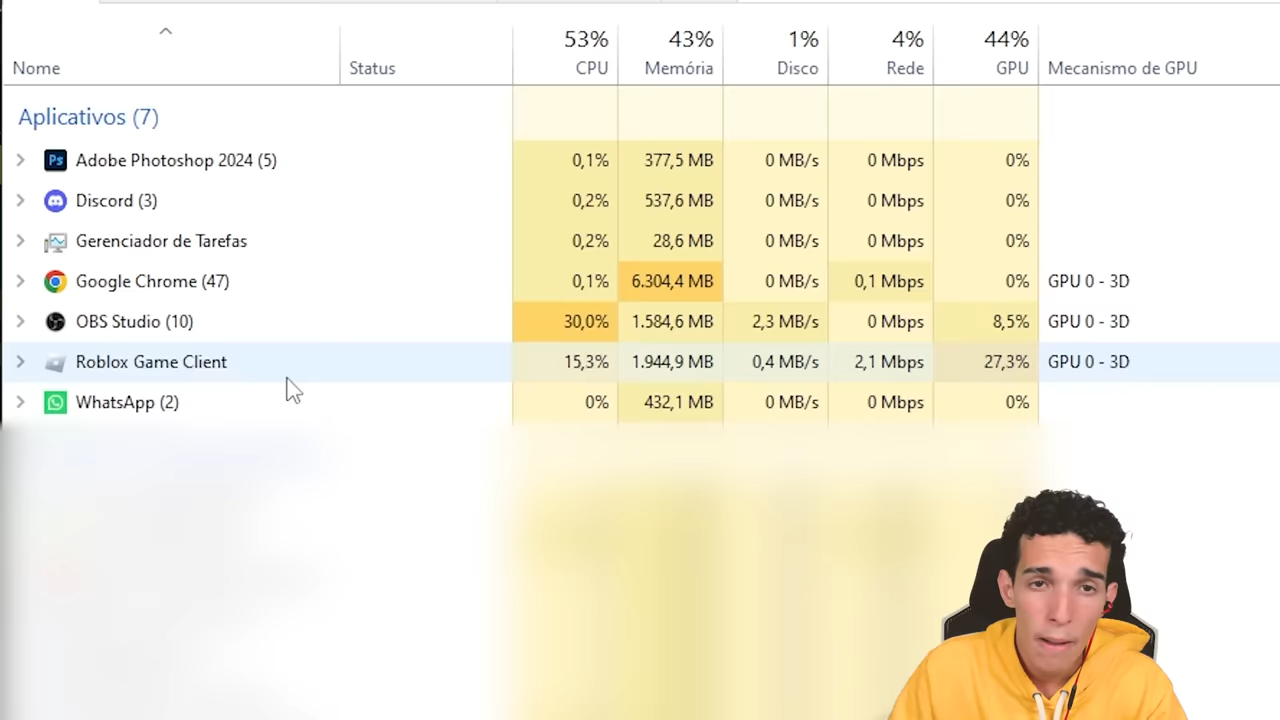 53% 43% 1% 4% 44%
Nome Status CPU Memória Disco Rede GPU Mecanismo de GPU
Aplicativos (7)
Adobe Photoshop 2024 (5) 0,1% 377,5 MB 0 MB/s 0 Mbps 0%
Discord (3) 0,2% 537,6 MB 0 MB/s 0 Mbps 0%
Gerenciador de Tarefas 0,2% 28,6 MB 0 MB/s 0 Mbps 0%
Google Chrome (47) 0,1% 6.304,4 MB 0 MB/s 0,1 Mbps 0% GPU 0 - 3D
OBS Studio (10) 30,0% 1.584,6 MB 2,3 MB/s 0 Mbps 8,5% GPU 0 - 3D
Roblox Game Client 15,3% 1.944,9 MB 0,4 MB/s 2,1 Mbps 27,3% GPU 0 - 3D
WhatsApp (2) 0% 432,1 MB 0 MB/s 0 Mbps 0%